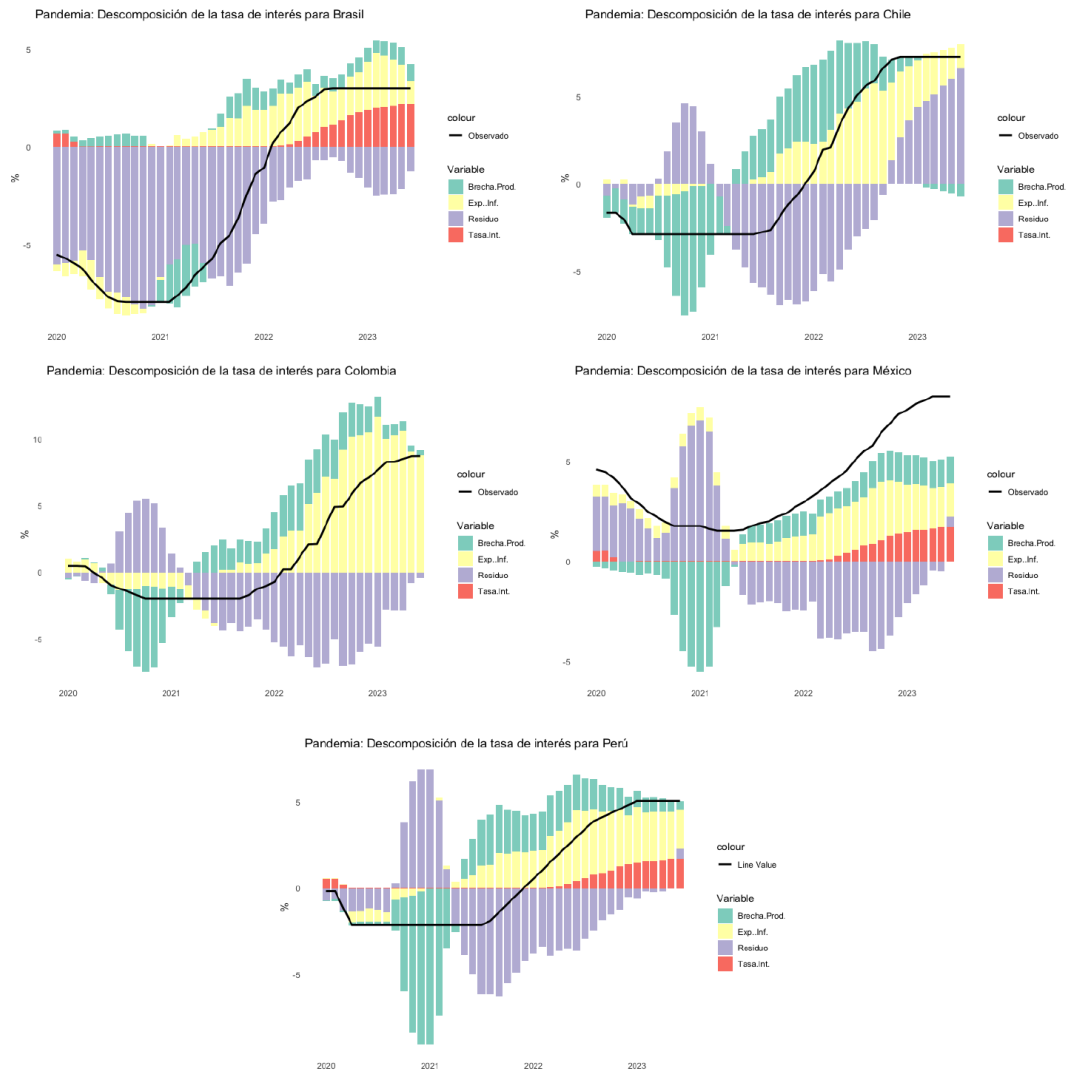 Pandemia: Descomposición de la tasa de interés para Brasil
5
0
-5
%
2020
2021
2022
2023
colour
Observado
Variable
Brecha.Prod.
Exp..Inf.
Residuo
Tasa.Int.
Pandemia: Descomposición de la tasa de interés para Chile
5
0
-5
%
2020
2021
2022
2023
colour
Observado
Variable
Brecha.Prod.
Exp..Inf.
Residuo
Tasa.Int.
Pandemia: Descomposición de la tasa de interés para Colombia
10
5
0
-5
%
2020
2021
2022
2023
colour
Observado
Variable
Brecha.Prod.
Exp..Inf.
Residuo
Tasa.Int.
Pandemia: Descomposición de la tasa de interés para México
5
0
-5
%
2020
2021
2022
2023
colour
Observado
Variable
Brecha.Prod.
Exp..Inf.
Residuo
Tasa.Int.
Pandemia: Descomposición de la tasa de interés para Perú
5
0
-5
%
2020
2021
2022
2023
colour
Line Value
Variable
Brecha.Prod.
Exp..Inf.
Residuo
Tasa.Int.